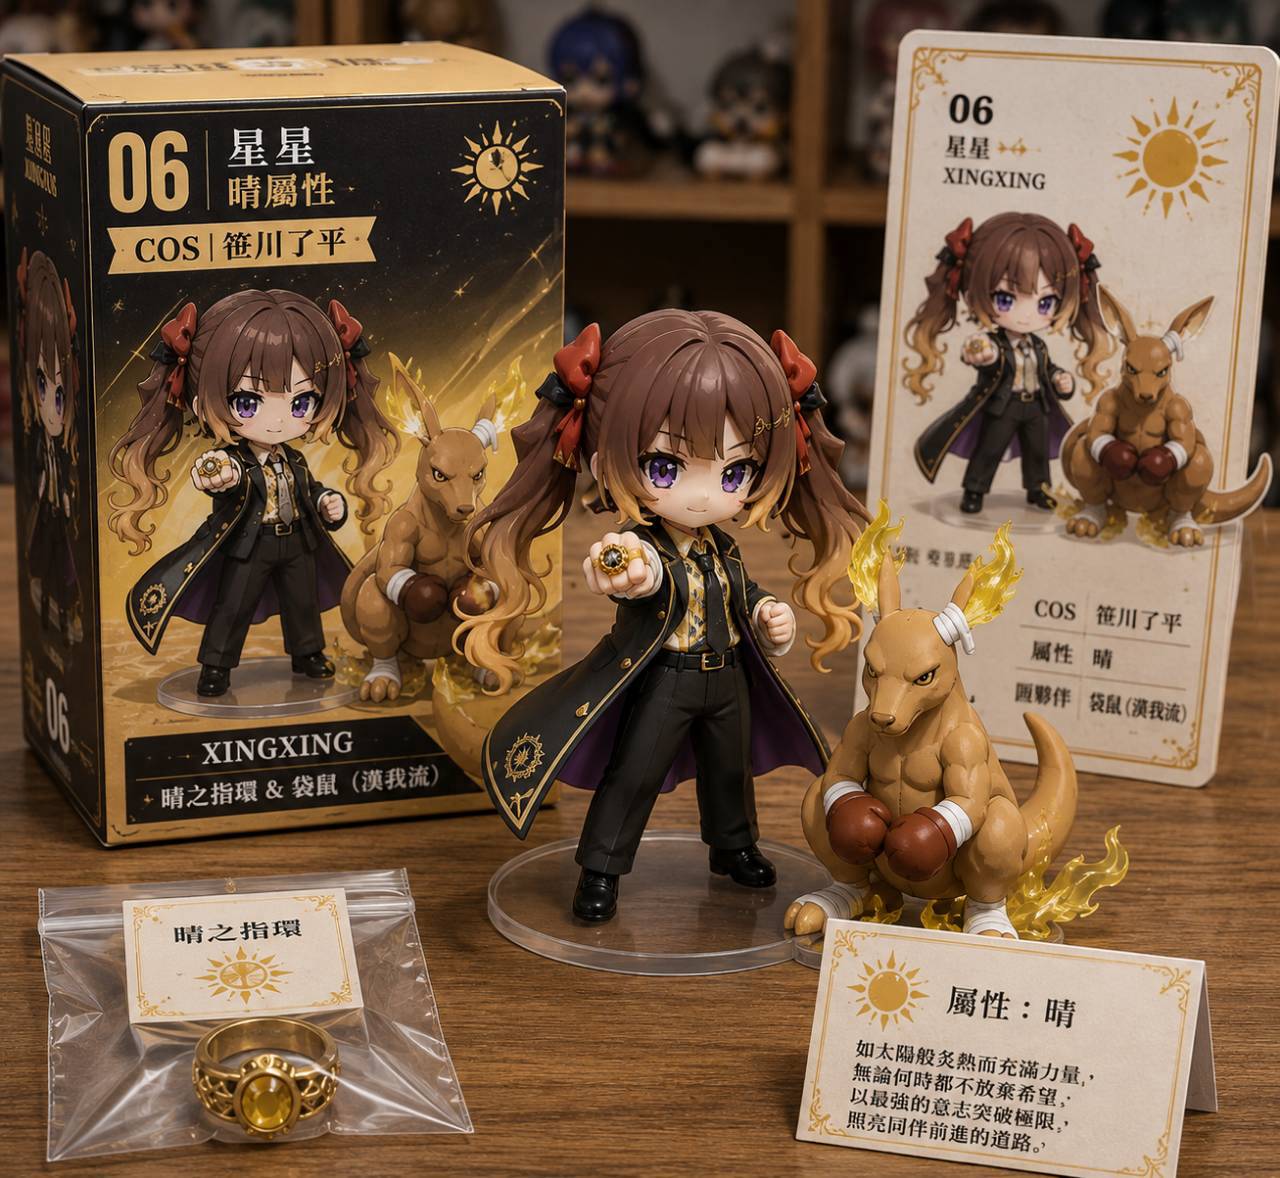 06
星星
晴屬性
COS | 笹川了平
XINGXING
晴之指環 & 袋鼠（漢我流）
XINGXING
06
06
星星
XINGXING
COS 笹川了平
屬性 晴
匣夥伴 袋鼠（漢我流）
晴之指環
屬性：晴
如太陽般炙熱而充滿力量，
無論何時都不放棄希望，
以最強的意志突破極限，
照亮同伴前進的道路。